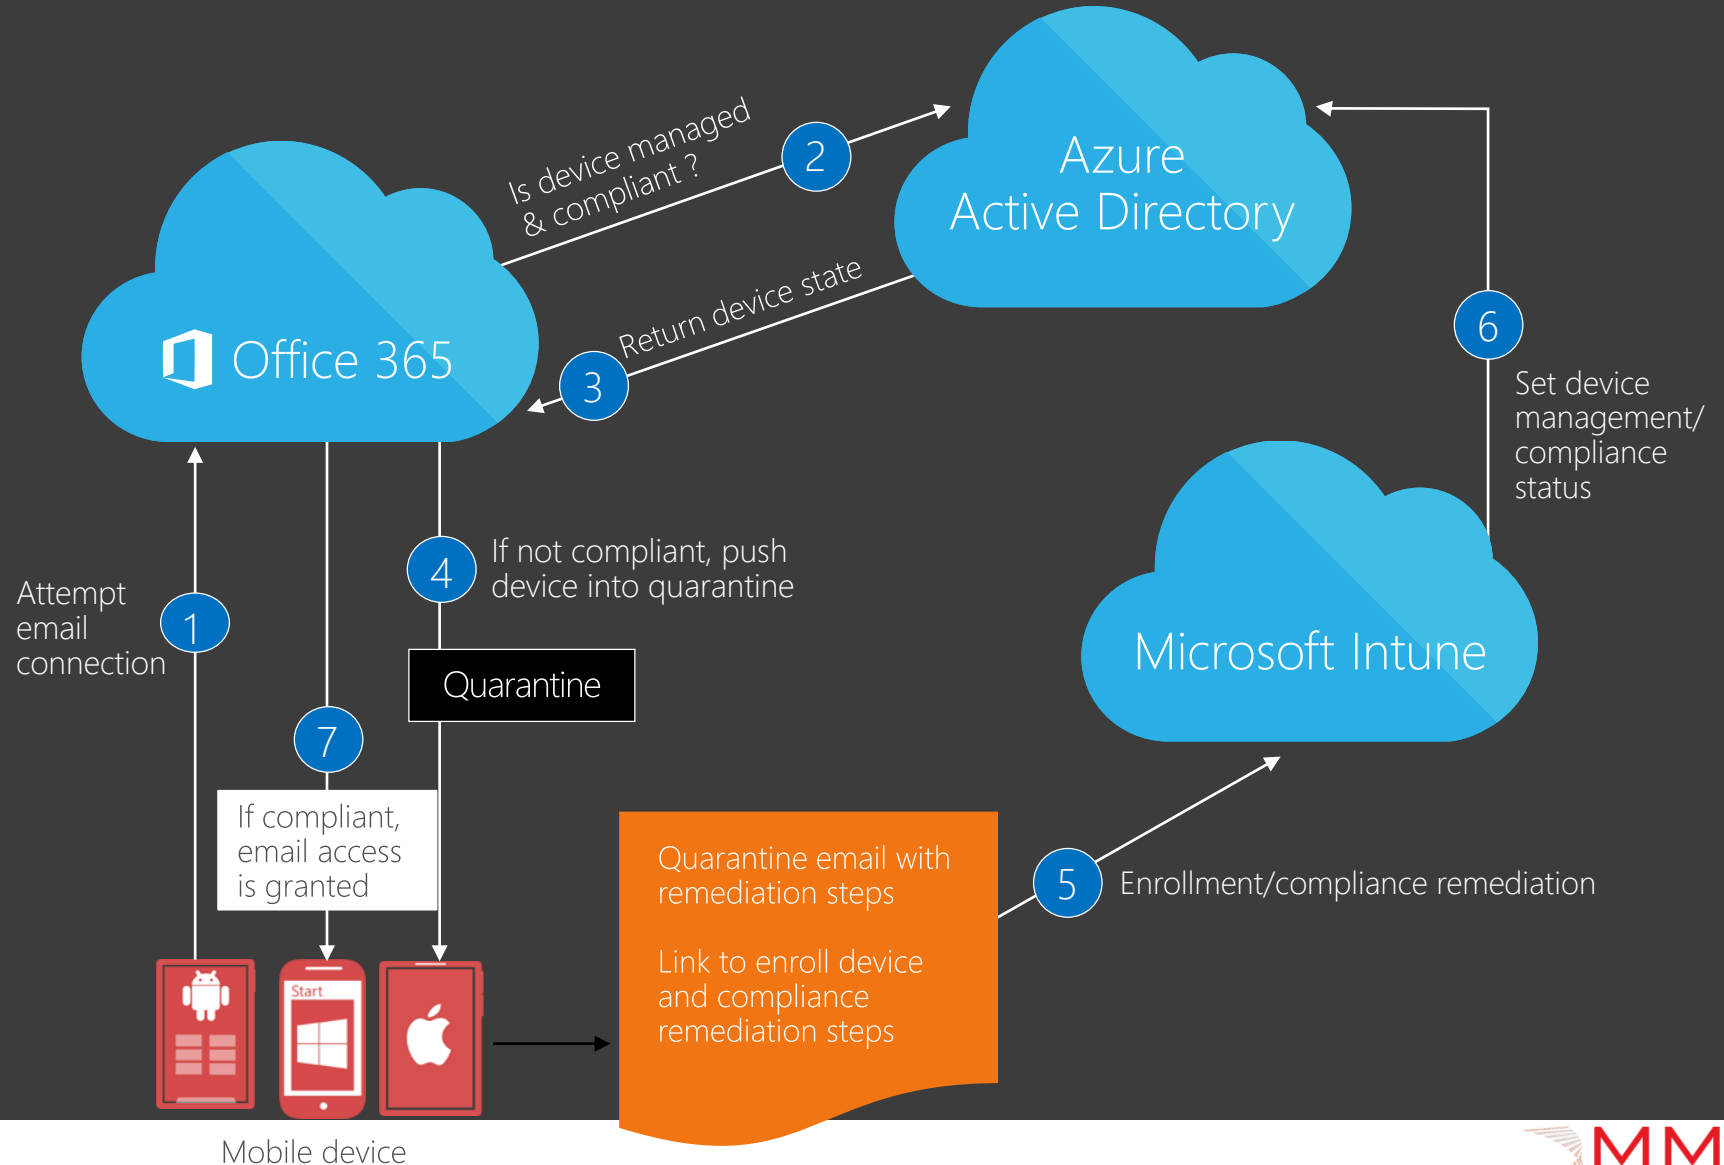 Is device managed
& compliant ?
2
Azure
Active Directory
Return device state
3
Office 365
6
Set device
management/
compliance
status
4
If not compliant, push
device into quarantine
Attempt
email
connection
1
Quarantine
Microsoft Intune
7
If compliant,
email access
is granted
Quarantine email with
remediation steps
Link to enroll device
and compliance
remediation steps
5
Enrollment/compliance remediation
Start
Mobile device
MM